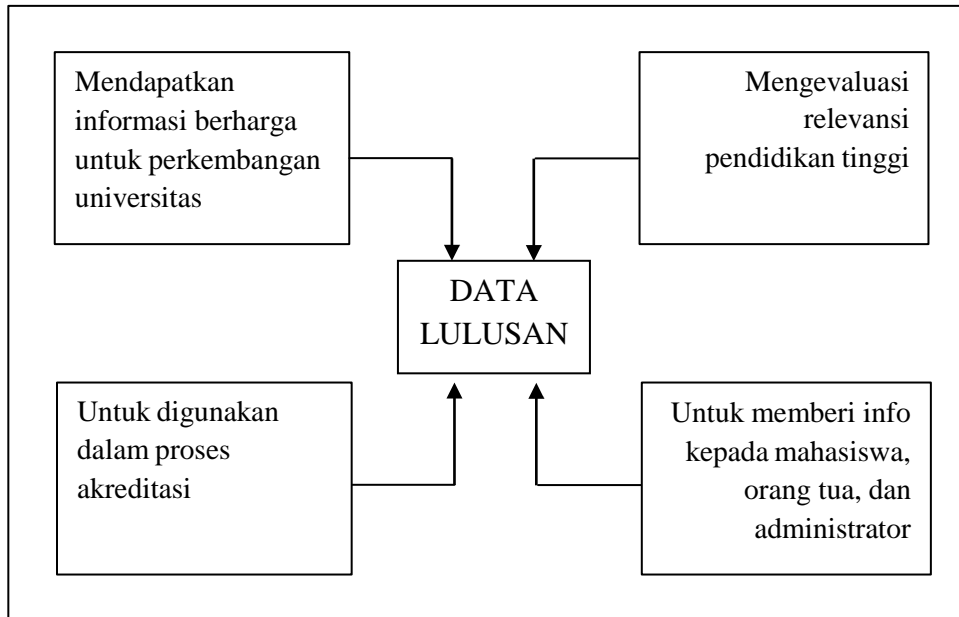 Mendapatkan
informasi berharga
untuk perkembangan
universitas
Mengevaluasi
relevansi
pendidikan tinggi
DATA
LULUSAN
Untuk digunakan
dalam proses
akreditasi
Untuk memberi info
kepada mahasiswa,
orang tua, dan
administrator